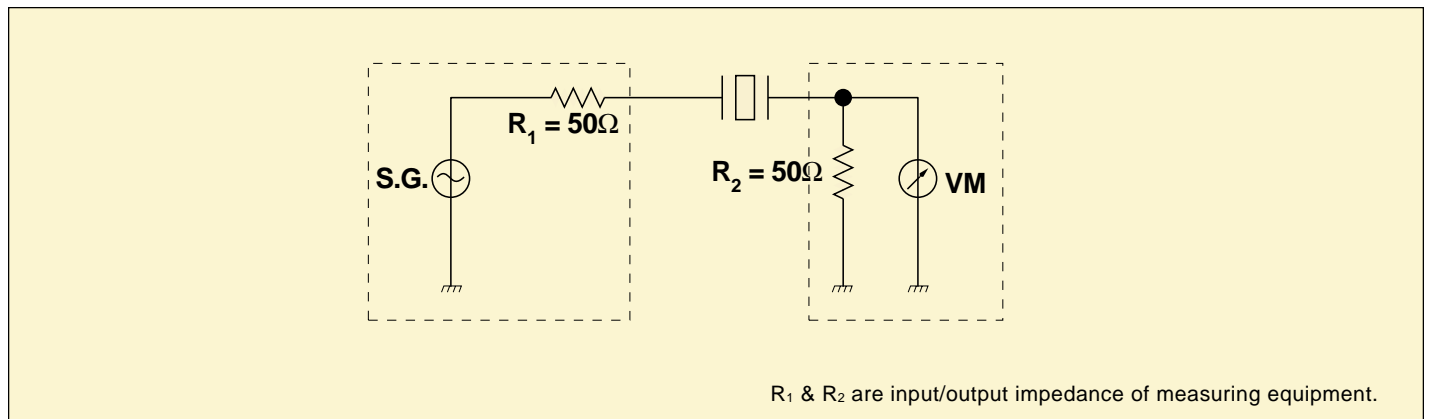 R₁ = 50Ω
S.G.
R₂ = 50Ω
VM
R₁ & R₂ are input/output impedance of measuring equipment.